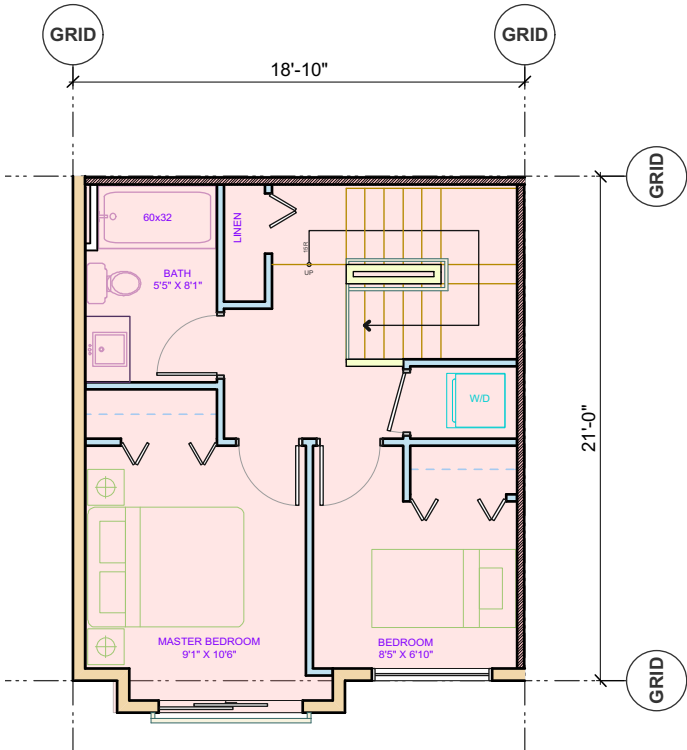 GRID
GRID
18'-10"
GRID
60x32
LINEN
BATH
5'5" X 8'1"
15R
UP
W/D
21'-0"
MASTER BEDROOM
9'1" X 10'6"
BEDROOM
8'5" X 6'10"
GRID